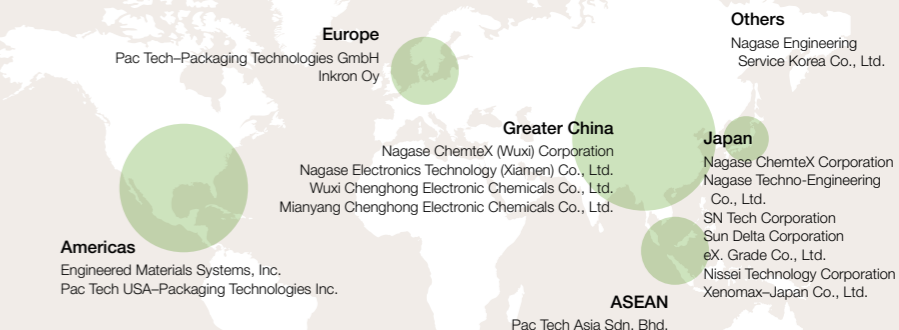 Europe
Pac Tech–Packaging Technologies GmbH
Inkron Oy
Others
Nagase Engineering
Service Korea Co., Ltd.
Greater China
Nagase ChemteX (Wuxi) Corporation
Nagase Electronics Technology (Xiamen) Co., Ltd.
Wuxi Chenghong Electronic Chemicals Co., Ltd.
Mianyang Chenghong Electronic Chemicals Co., Ltd.
Japan
Nagase ChemteX Corporation
Nagase Techno-Engineering
Co., Ltd.
SN Tech Corporation
Sun Delta Corporation
eX. Grade Co., Ltd.
Nissei Technology Corporation
Xenomax–Japan Co., Ltd.
Americas
Engineered Materials Systems, Inc.
Pac Tech USA–Packaging Technologies Inc.
ASEAN
Pac Tech Asia Sdn. Bhd.